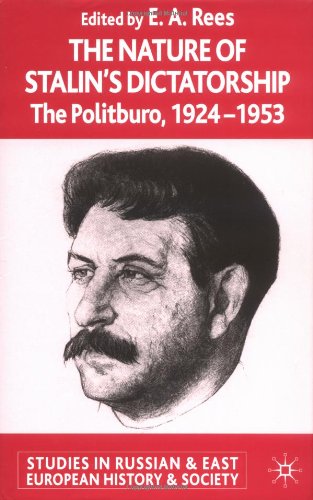 Edited by E. A. Rees
THE NATURE OF
STALIN'S DICTATORSHIP
The Politburo, 1924–1953
STUDIES IN RUSSIAN & EAST
EUROPEAN HISTORY & SOCIETY